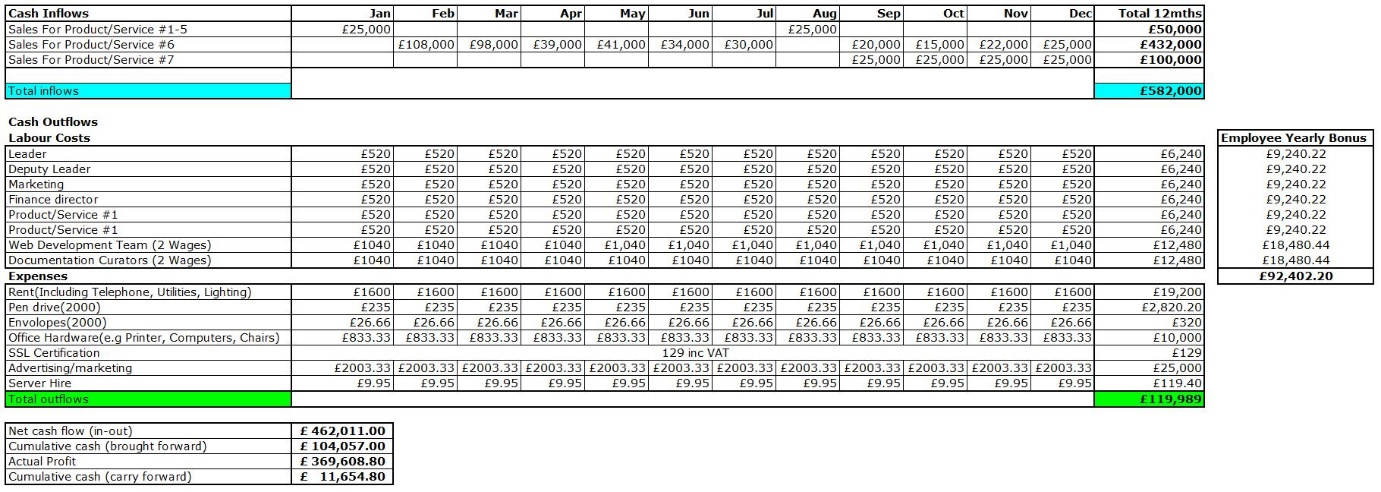 Cash Inflows Jan Feb Mar Apr May Jun Jul Aug Sep Oct Nov Dec Total 12mths
Sales For Product/Service #1-5 £25,000 £25,000 £50,000
Sales For Product/Service #6 £108,000 £98,000 £39,000 £41,000 £34,000 £30,000 £20,000 £15,000 £22,000 £25,000 £432,000
Sales For Product/Service #7 £25,000 £25,000 £25,000 £25,000 £100,000
Total inflows £582,000
Cash Outflows
Labour Costs Employee Yearly Bonus
Leader £520 £520 £520 £520 £520 £520 £520 £520 £520 £520 £520 £520 £6,240 £9,240.22
Deputy Leader £520 £520 £520 £520 £520 £520 £520 £520 £520 £520 £520 £520 £6,240 £9,240.22
Marketing £520 £520 £520 £520 £520 £520 £520 £520 £520 £520 £520 £520 £6,240 £9,240.22
Finance director £520 £520 £520 £520 £520 £520 £520 £520 £520 £520 £520 £520 £6,240 £9,240.22
Product/Service #1 £520 £520 £520 £520 £520 £520 £520 £520 £520 £520 £520 £520 £6,240 £9,240.22
Product/Service #1 £520 £520 £520 £520 £520 £520 £520 £520 £520 £520 £520 £520 £6,240 £9,240.22
Web Development Team (2 Wages) £1040 £1040 £1040 £1040 £1,040 £1,040 £1,040 £1,040 £1,040 £1,040 £1,040 £1,040 £12,480 £18,480.44
Documentation Curators (2 Wages) £1040 £1040 £1040 £1040 £1040 £1040 £1040 £1040 £1040 £1040 £1040 £1040 £12,480 £18,480.44
Expenses £92,402.20
Rent(Including Telephone, Utilities, Lighting) £1600 £1600 £1600 £1600 £1600 £1600 £1600 £1600 £1600 £1600 £1600 £1600 £19,200
Pen drive(2000) £235 £235 £235 £235 £235 £235 £235 £235 £235 £235 £235 £235 £2,820.20
Envolopes(2000) £26.66 £26.66 £26.66 £26.66 £26.66 £26.66 £26.66 £26.66 £26.66 £26.66 £26.66 £26.66 £320
Office Hardware(e.g Printer, Computers, Chairs) £833.33 £833.33 £833.33 £833.33 £833.33 £833.33 £833.33 £833.33 £833.33 £833.33 £833.33 £833.33 £10,000
SSL Certification 129 inc VAT £129
Advertising/marketing £2003.33 £2003.33 £2003.33 £2003.33 £2003.33 £2003.33 £2003.33 £2003.33 £2003.33 £2003.33 £2003.33 £2003.33 £25,000
Server Hire £9.95 £9.95 £9.95 £9.95 £9.95 £9.95 £9.95 £9.95 £9.95 £9.95 £9.95 £9.95 £119.40
Total outflows £119,989
Net cash flow (in-out) £ 462,011.00
Cumulative cash (brought forward) £ 104,057.00
Actual Profit £ 369,608.80
Cumulative cash (carry forward) £ 11,654.80